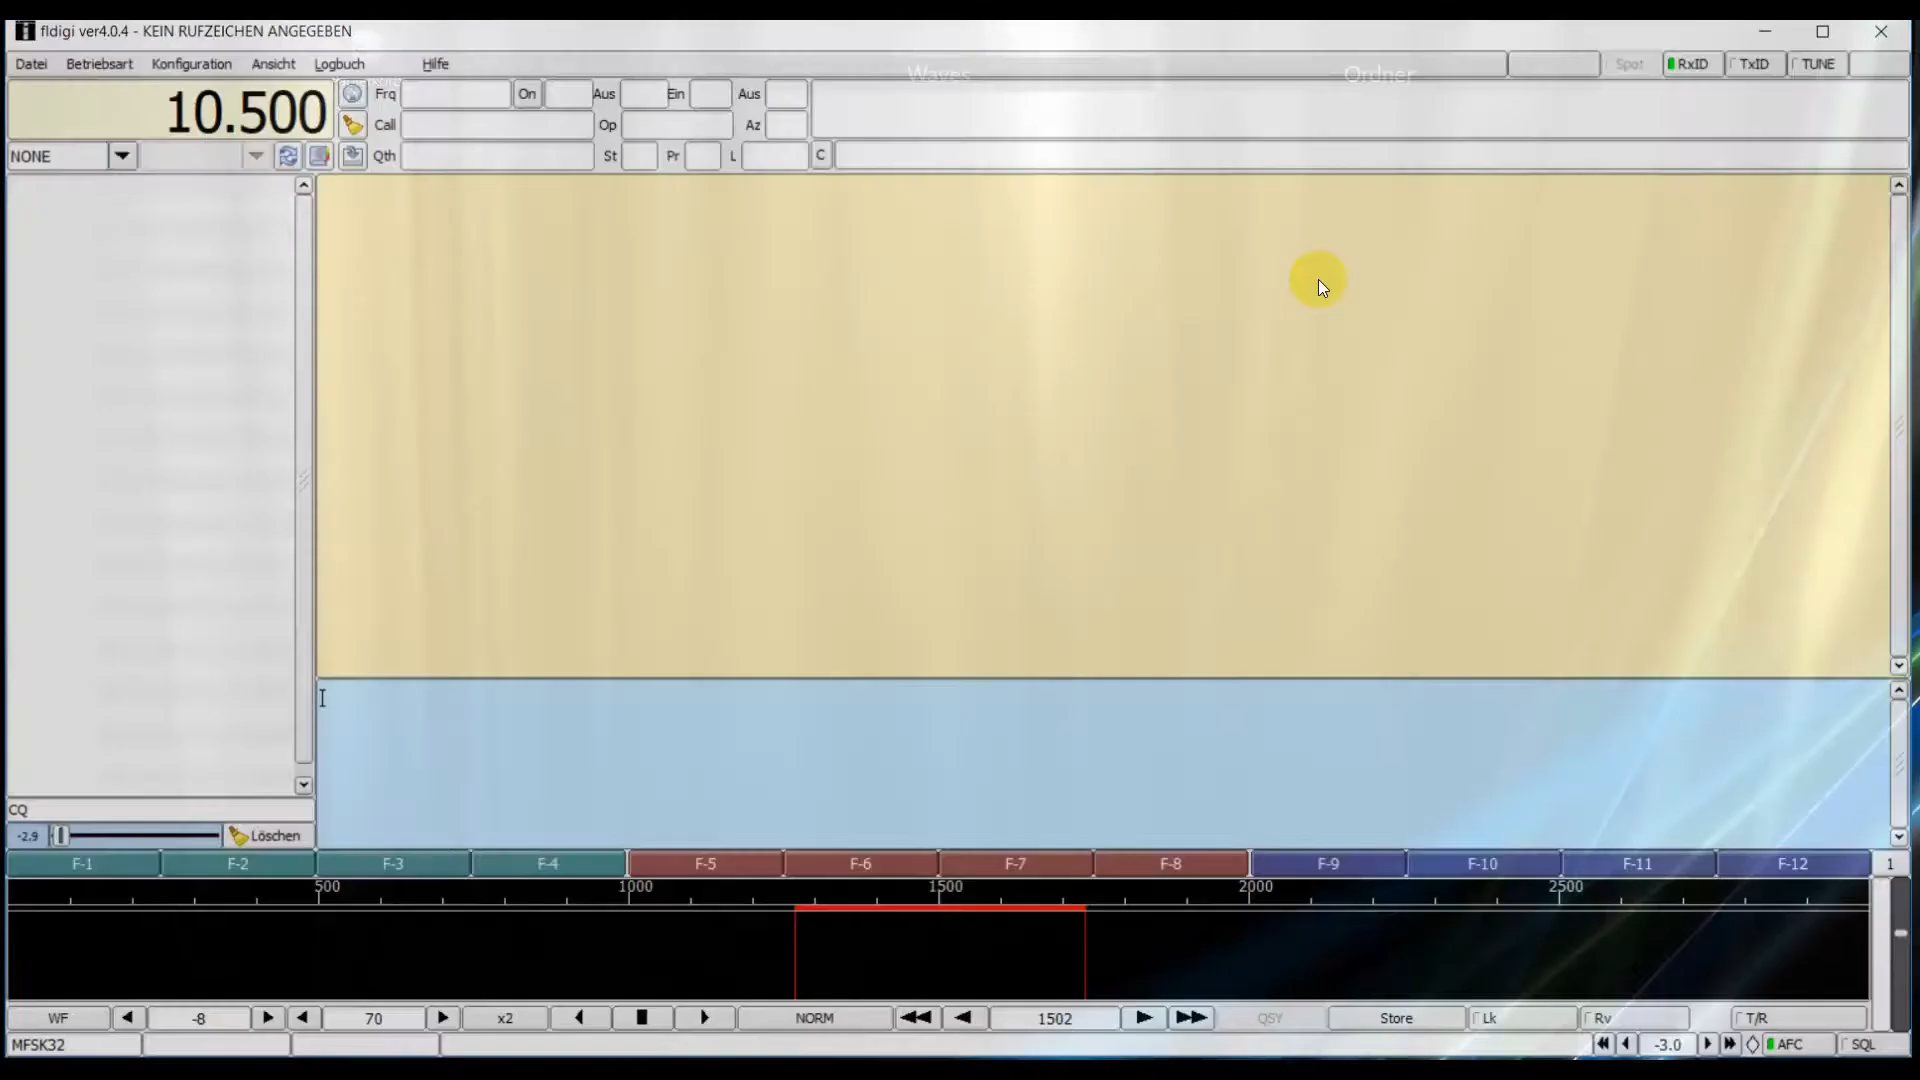 fldigi ver4.0.4 - KEIN RUFZEICHEN ANGEGEBEN
Datei Betriebsart Konfiguration Ansicht Logbuch Hilfe Spot RxID TxID TUNE
Waves Ordner
10.500 Frq On Aus Ein Aus
Call Op Az
NONE Qth St Pr L C
CQ
-2.9 Löschen
F-1 F-2 F-3 F-4 F-5 F-6 F-7 F-8 F-9 F-10 F-11 F-12 1
500 1000 1500 2000 2500
WF -8 70 x2 NORM 1502 QSY Store Lk Rv T/R
MFSK32 -3.0 AFC SQL